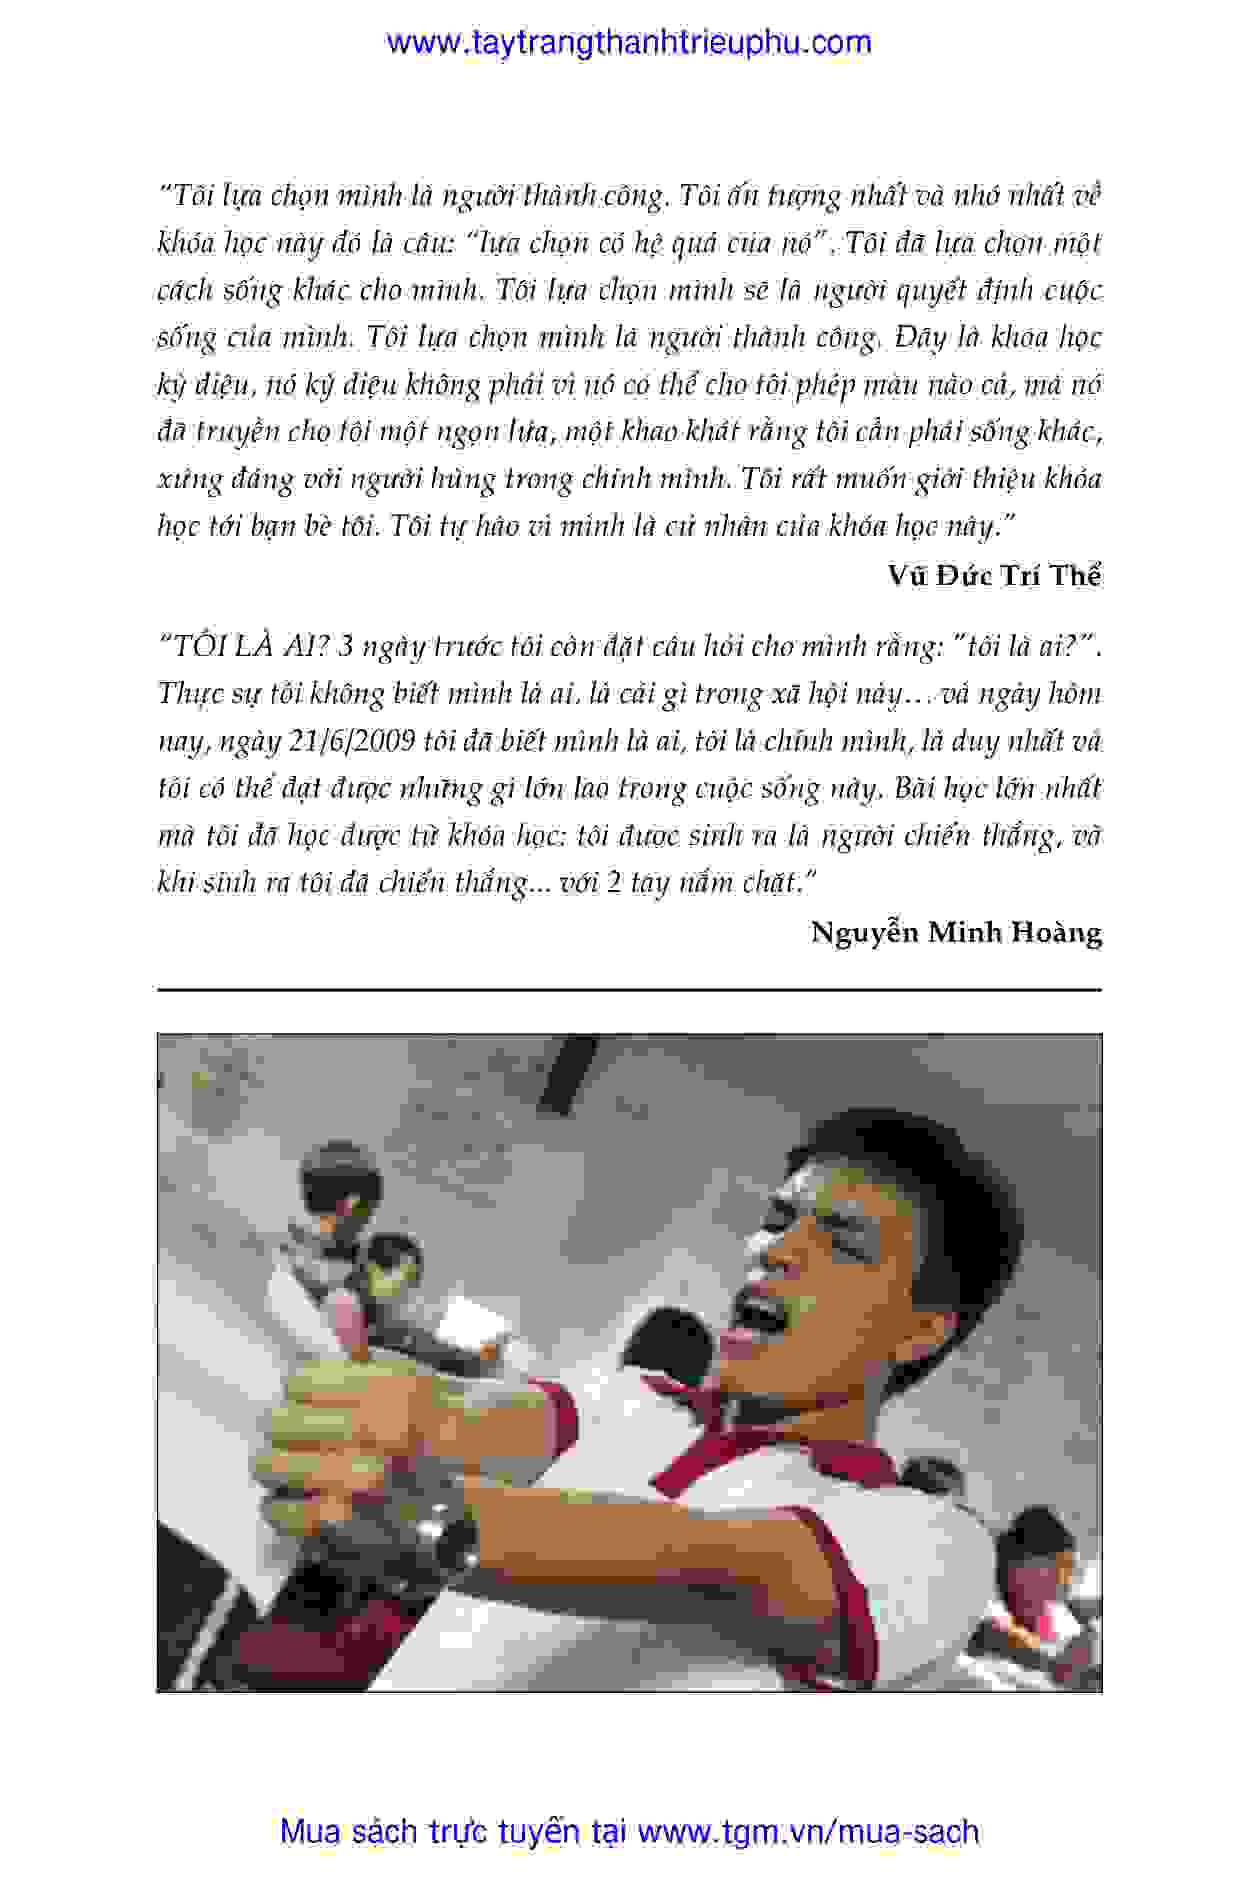 www.taytrangthanhtrieuphu.com
“Tôi lựa chọn mình là người thành công. Tôi ấn tượng nhất và nhớ nhất về
khóa học này đó là câu: “lựa chọn có hệ quả của nó”. Tôi đã lựa chọn một
cách sống khác cho mình. Tôi lựa chọn mình sẽ là người quyết định cuộc
sống của mình. Tôi lựa chọn mình là người thành công. Đây là khóa học
kỳ diệu, nó kỳ diệu không phải vì nó có thể cho tôi phép màu nào cả, mà nó
đã truyền cho tôi một ngọn lửa, một khao khát rằng tôi cần phải sống khác,
xứng đáng với người hùng trong chính mình. Tôi rất muốn giới thiệu khóa
học tới bạn bè tôi. Tôi tự hào vì mình là cử nhân của khóa học này.”
Vũ Đức Trí Thể
“TÔI LÀ AI? 3 ngày trước tôi còn đặt câu hỏi cho mình rằng: “tôi là ai?”.
Thực sự tôi không biết mình là ai, là cái gì trong xã hội này… và ngày hôm
nay, ngày 21/6/2009 tôi đã biết mình là ai, tôi là chính mình, là duy nhất và
tôi có thể đạt được những gì lớn lao trong cuộc sống này. Bài học lớn nhất
mà tôi đã học được từ khóa học: tôi được sinh ra là người chiến thắng, vì
khi sinh ra tôi đã chiến thắng... với 2 tay nắm chặt.”
Nguyễn Minh Hoàng
Mua sách trực tuyến tại www.tgm.vn/mua-sach